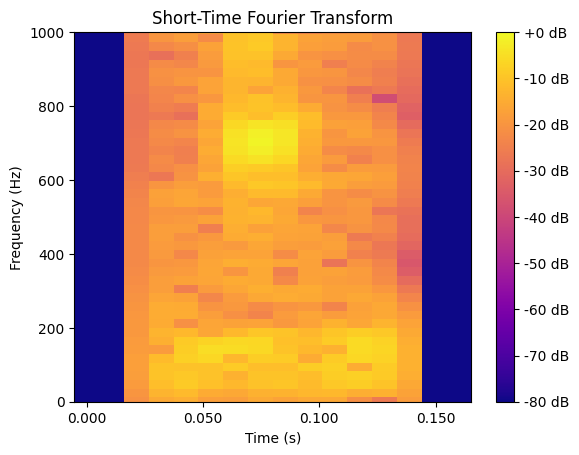 Short-Time Fourier Transform
1000
800
600
400
200
0
Frequency (Hz)
0.000
0.050
0.100
0.150
Time (s)
+0 dB
-10 dB
-20 dB
-30 dB
-40 dB
-50 dB
-60 dB
-70 dB
-80 dB